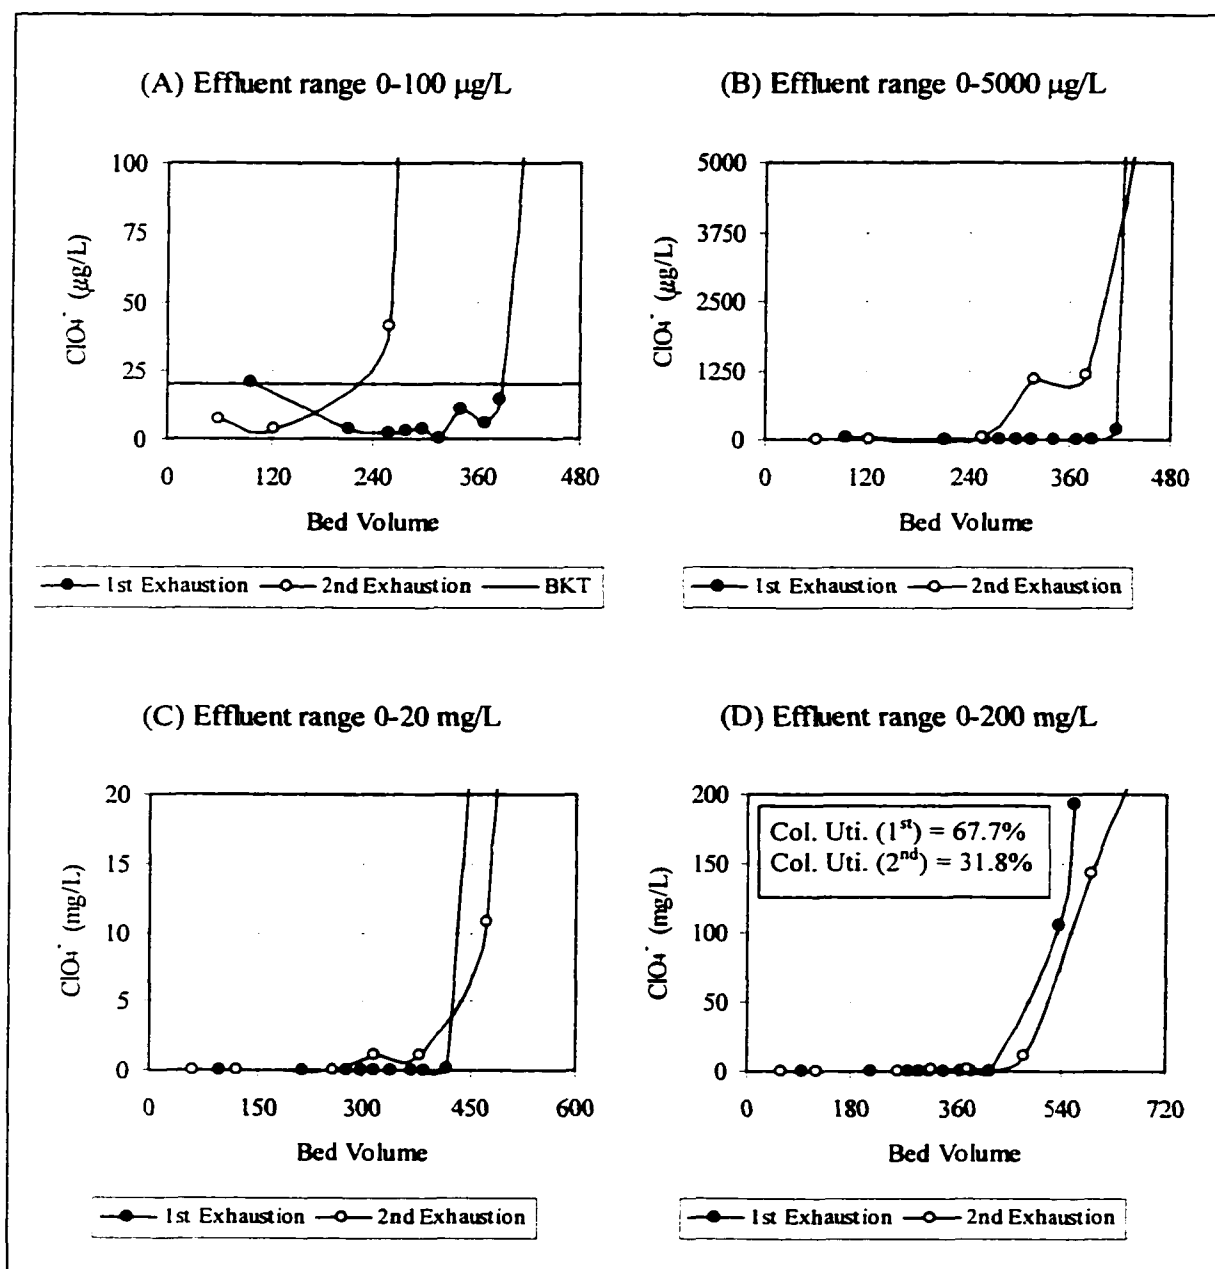 (A) Effluent range 0-100 µg/L
100
75
50
25
0
ClO₄⁻ (µg/L)
0 120 240 360 480
Bed Volume
1st Exhaustion 2nd Exhaustion BKT
(B) Effluent range 0-5000 µg/L
5000
3750
2500
1250
0
ClO₄⁻ (µg/L)
0 120 240 360 480
Bed Volume
1st Exhaustion 2nd Exhaustion
(C) Effluent range 0-20 mg/L
20
15
10
5
0
ClO₄⁻ (mg/L)
0 150 300 450 600
Bed Volume
1st Exhaustion 2nd Exhaustion
(D) Effluent range 0-200 mg/L
200
150
100
50
0
ClO₄⁻ (mg/L)
Col. Uti. (1ˢᵗ) = 67.7%
Col. Uti. (2ⁿᵈ) = 31.8%
0 180 360 540 720
Bed Volume
1st Exhaustion 2nd Exhaustion